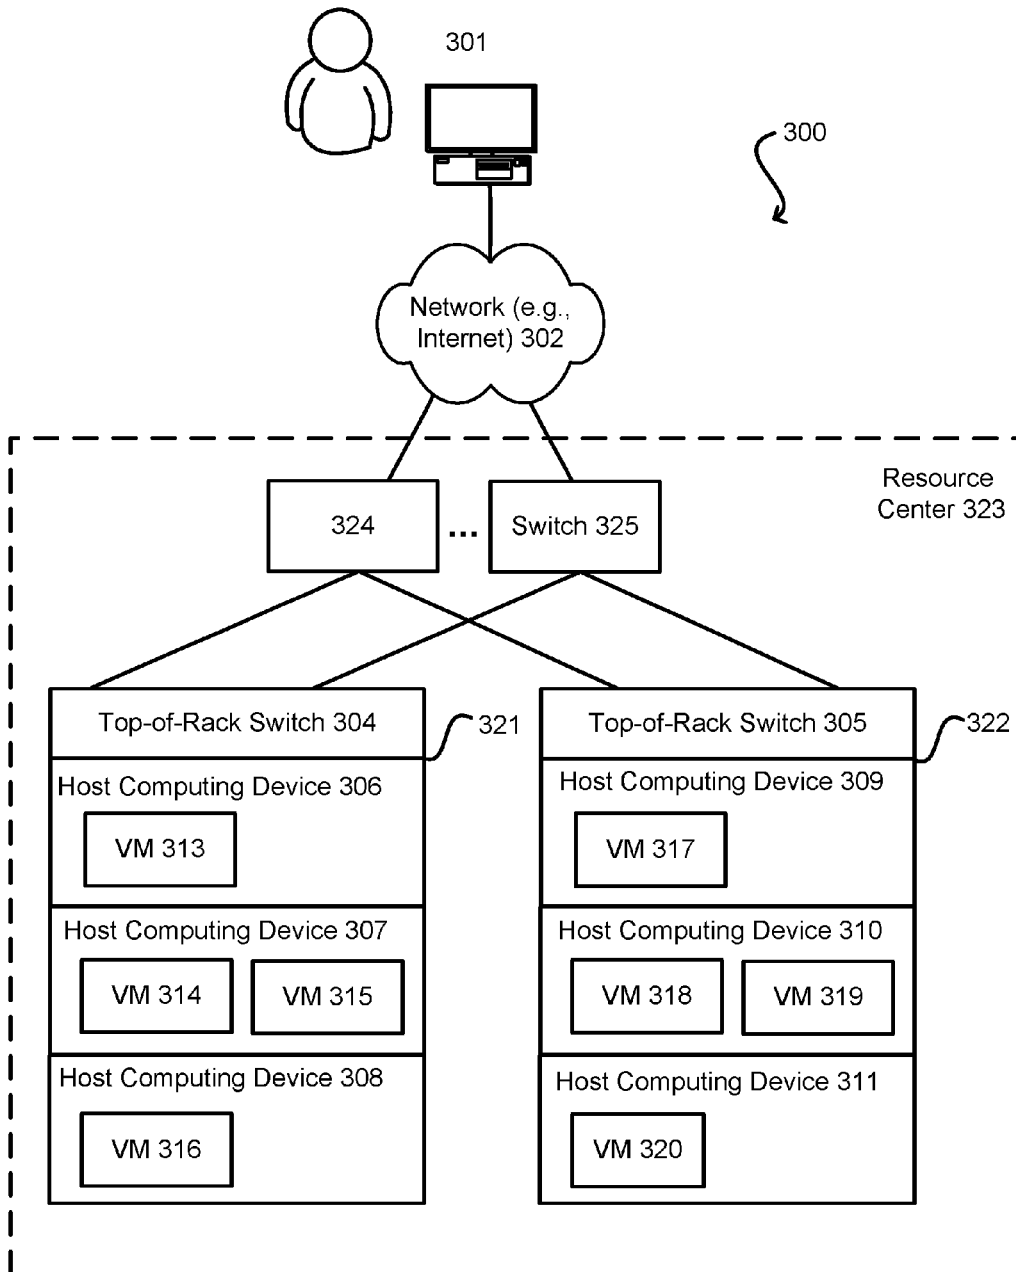 301
300
Network (e.g.,
Internet) 302
Resource
Center 323
324
...
Switch 325
Top-of-Rack Switch 304
321
Top-of-Rack Switch 305
322
Host Computing Device 306
VM 313
Host Computing Device 307
VM 314
VM 315
Host Computing Device 308
VM 316
Host Computing Device 309
VM 317
Host Computing Device 310
VM 318
VM 319
Host Computing Device 311
VM 320